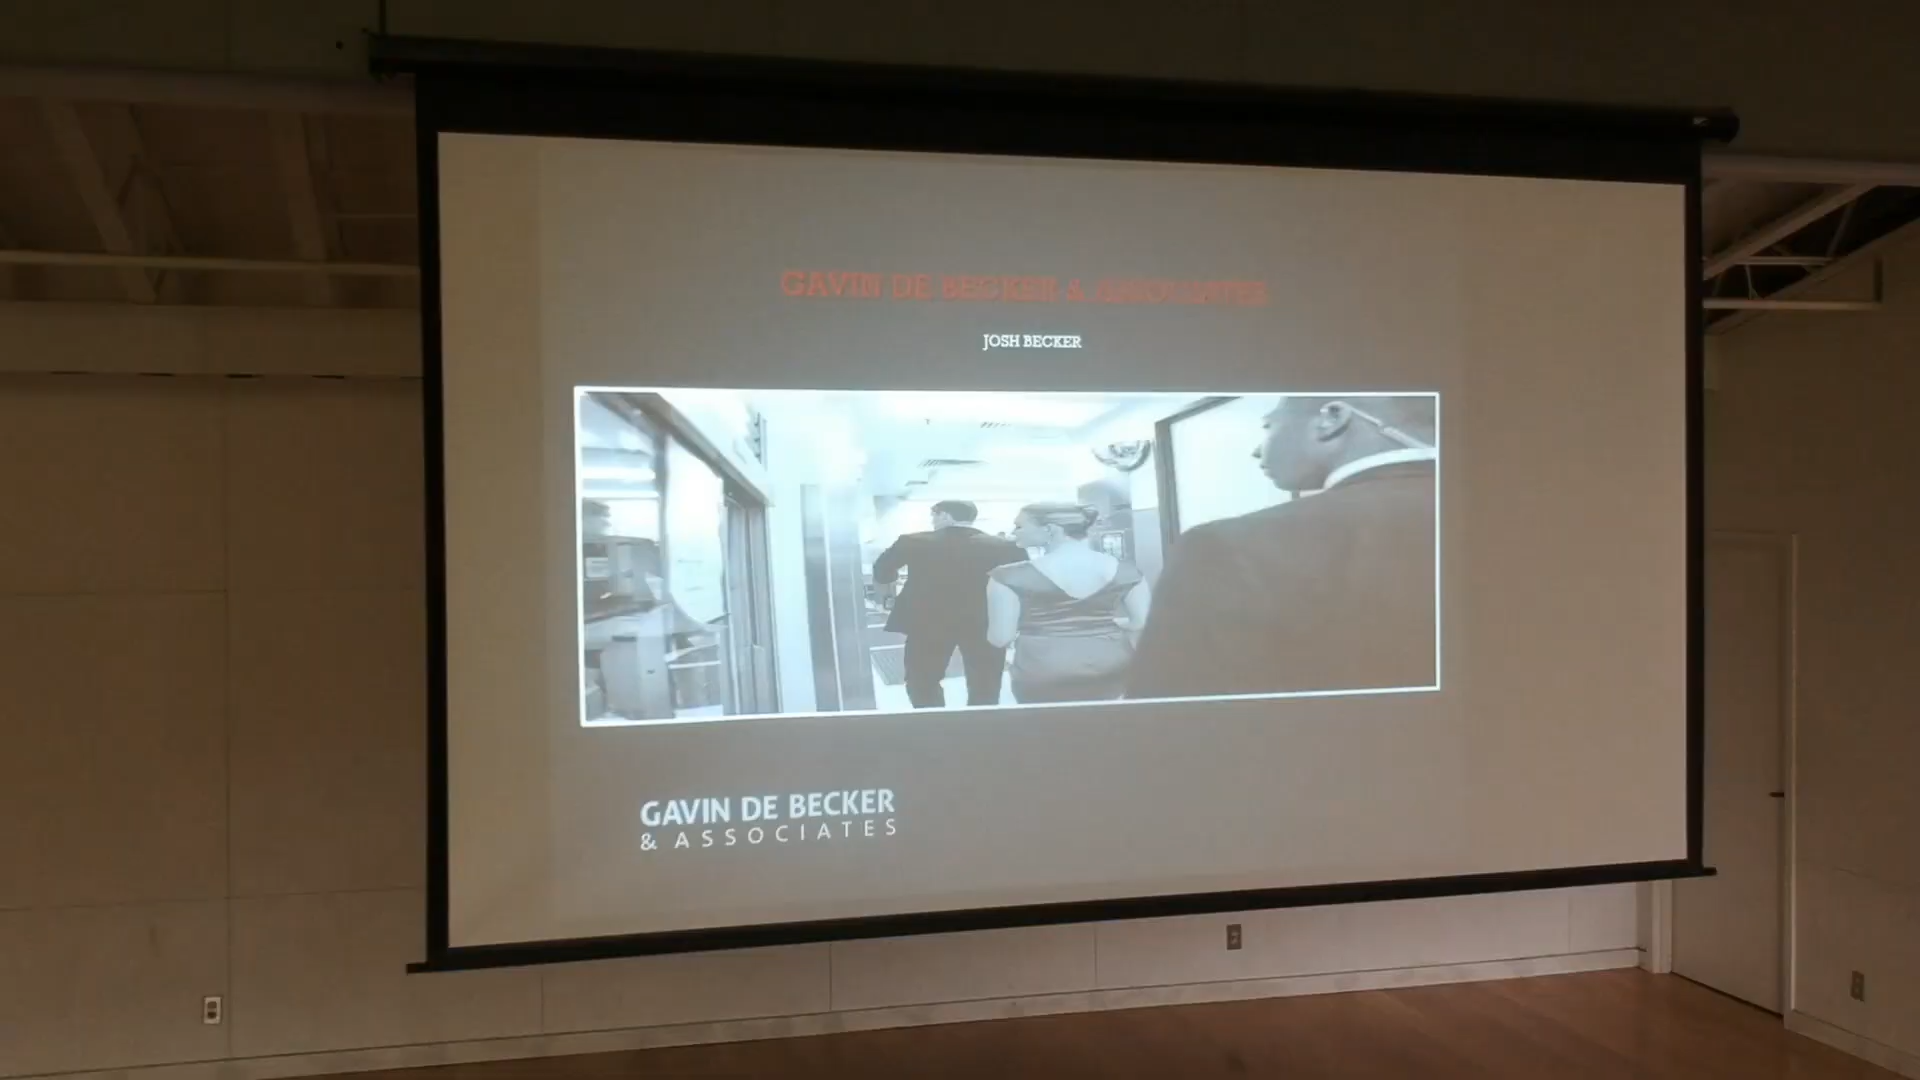 GAVIN DE BECKER & ASSOCIATES
JOSH BECKER
GAVIN DE BECKER
& ASSOCIATES